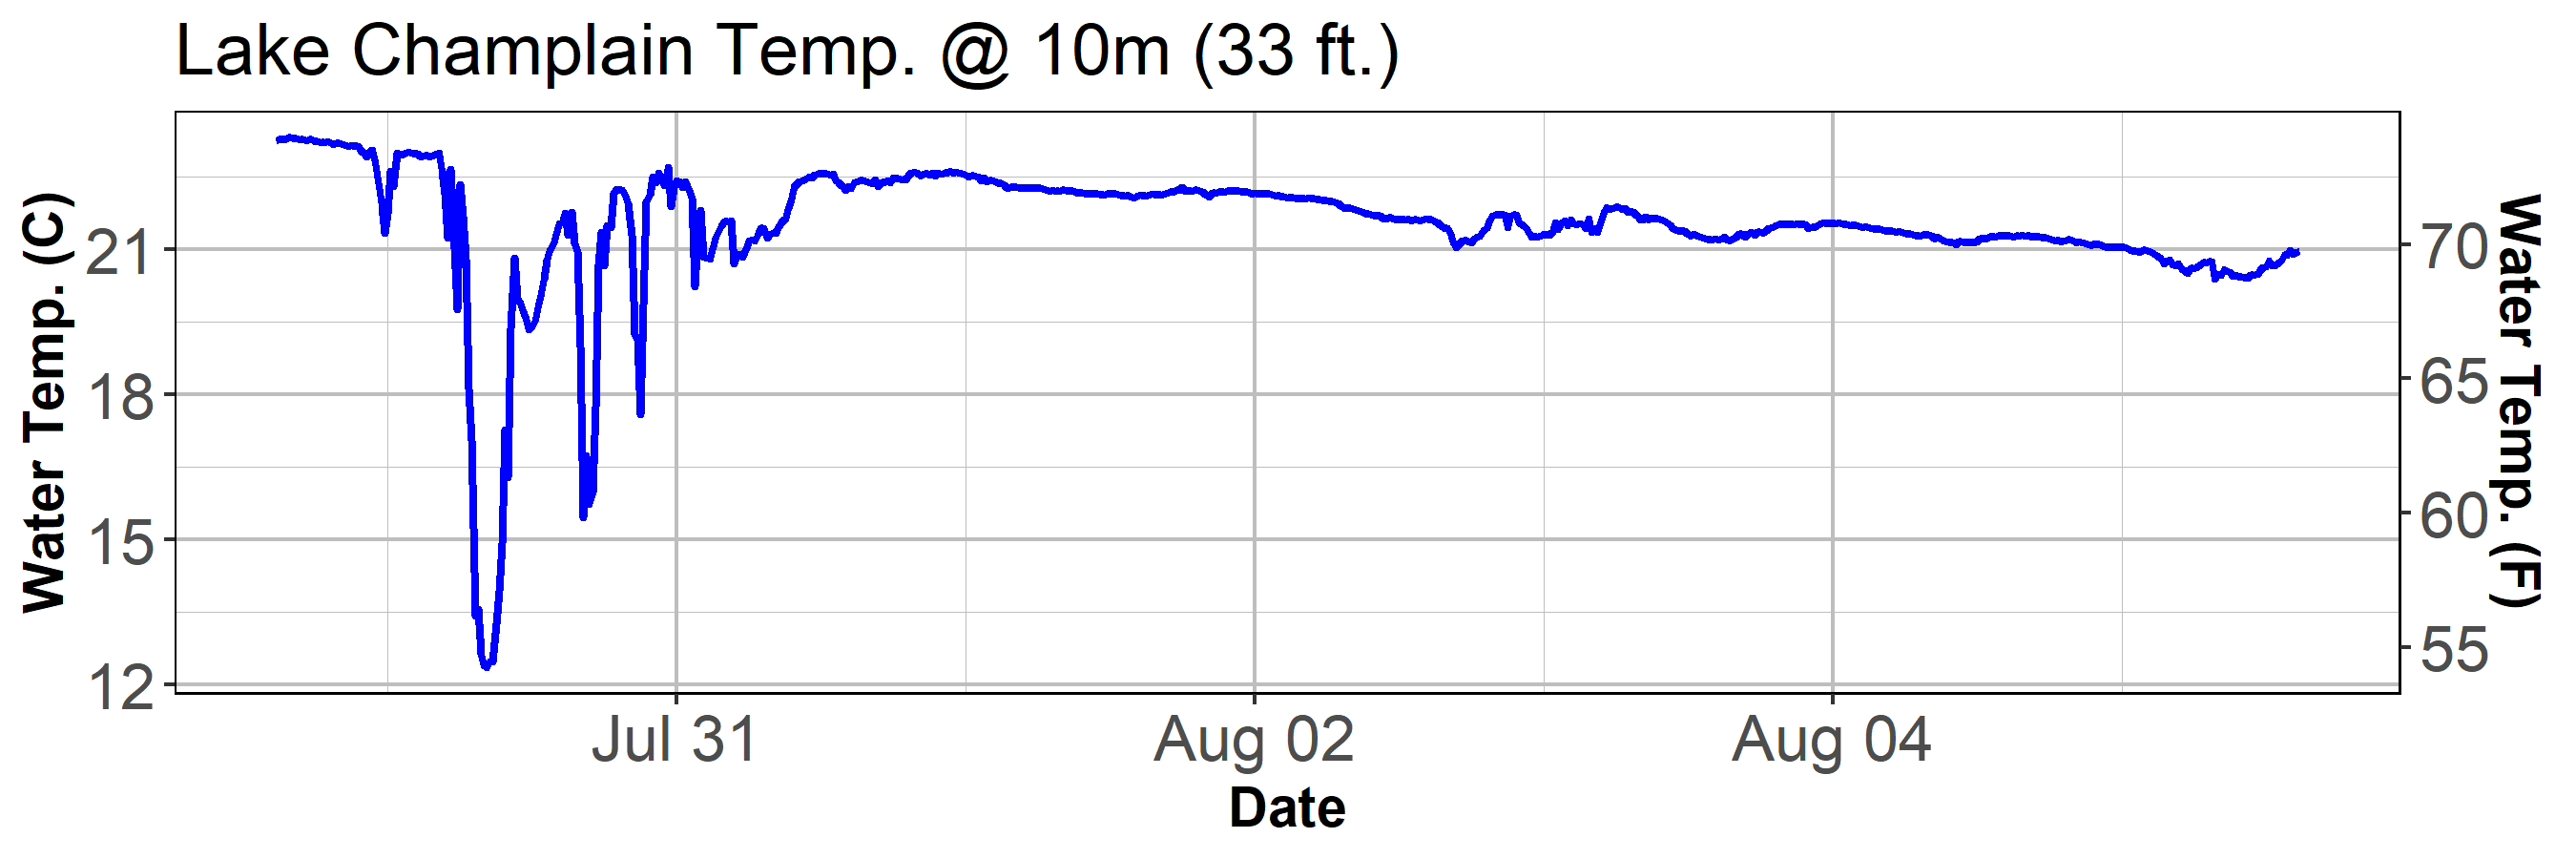 Lake Champlain Temp. @ 10m (33 ft.)
Water Temp. (C)
21
18
15
12
70
65
60
55
Water Temp. (F)
Jul 31
Aug 02
Aug 04
Date